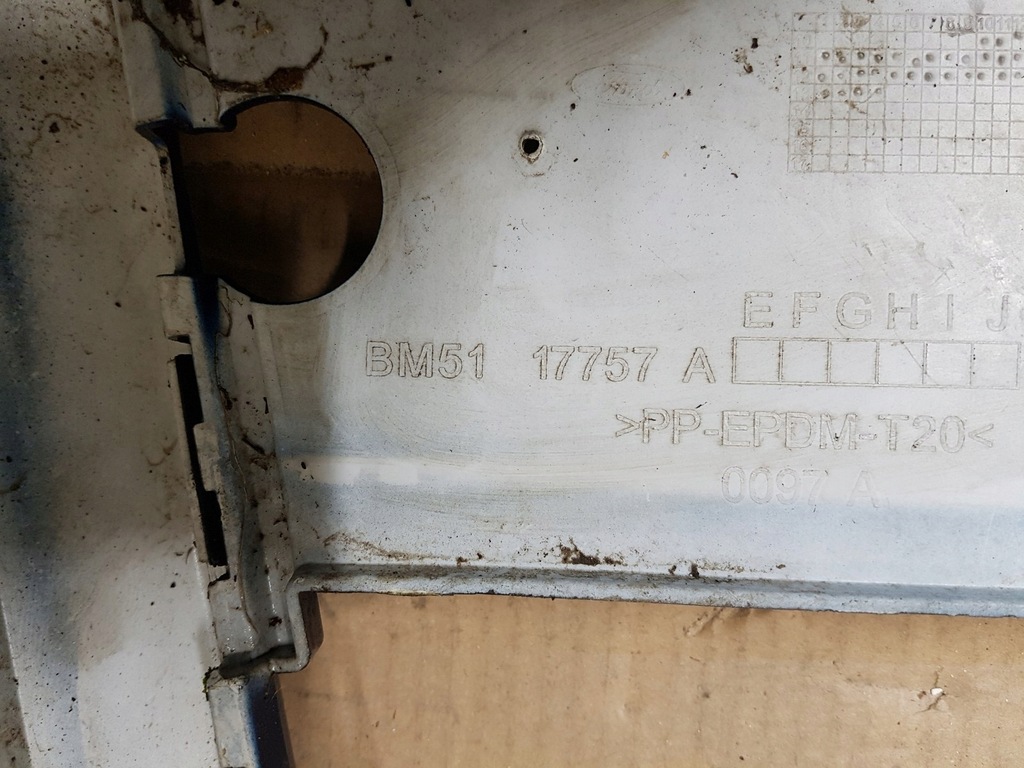 E F G H I J
BM51 17757 A
>PP-EPDM-T20<
0097 A